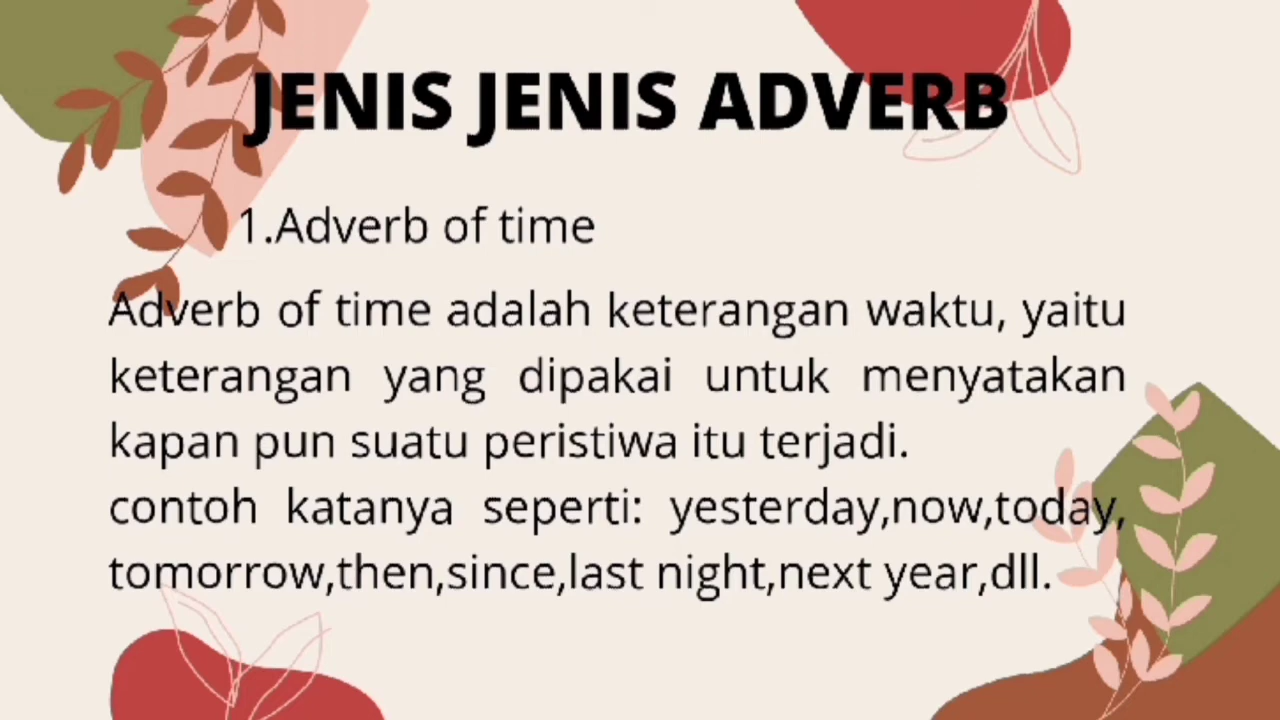 JENIS JENIS ADVERB
1.Adverb of time
Adverb of time adalah keterangan waktu, yaitu
keterangan yang dipakai untuk menyatakan
kapan pun suatu peristiwa itu terjadi.
contoh katanya seperti: yesterday,now,today,
tomorrow,then,since,last night,next year,dll.